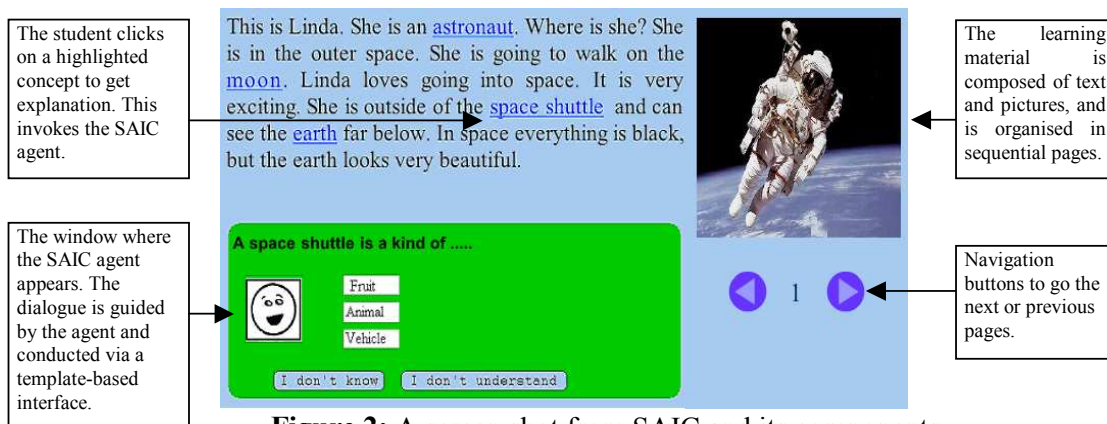 The student clicks
on a highlighted
concept to get
explanation. This
invokes the SAIC
agent.
The window where
the SAIC agent
appears. The
dialogue is guided
by the agent and
conducted via a
template-based
interface.
This is Linda. She is an astronaut. Where is she? She
is in the outer space. She is going to walk on the
moon. Linda loves going into space. It is very
exciting. She is outside of the space shuttle and can
see the earth far below. In space everything is black,
but the earth looks very beautiful.
A space shuttle is a kind of .....
Fruit
Animal
Vehicle
I don't know
I don't understand
1
The learning
material is
composed of text
and pictures, and
is organised in
sequential pages.
Navigation
buttons to go the
next or previous
pages.
Figure 2: A screenshot from SAIC and its components